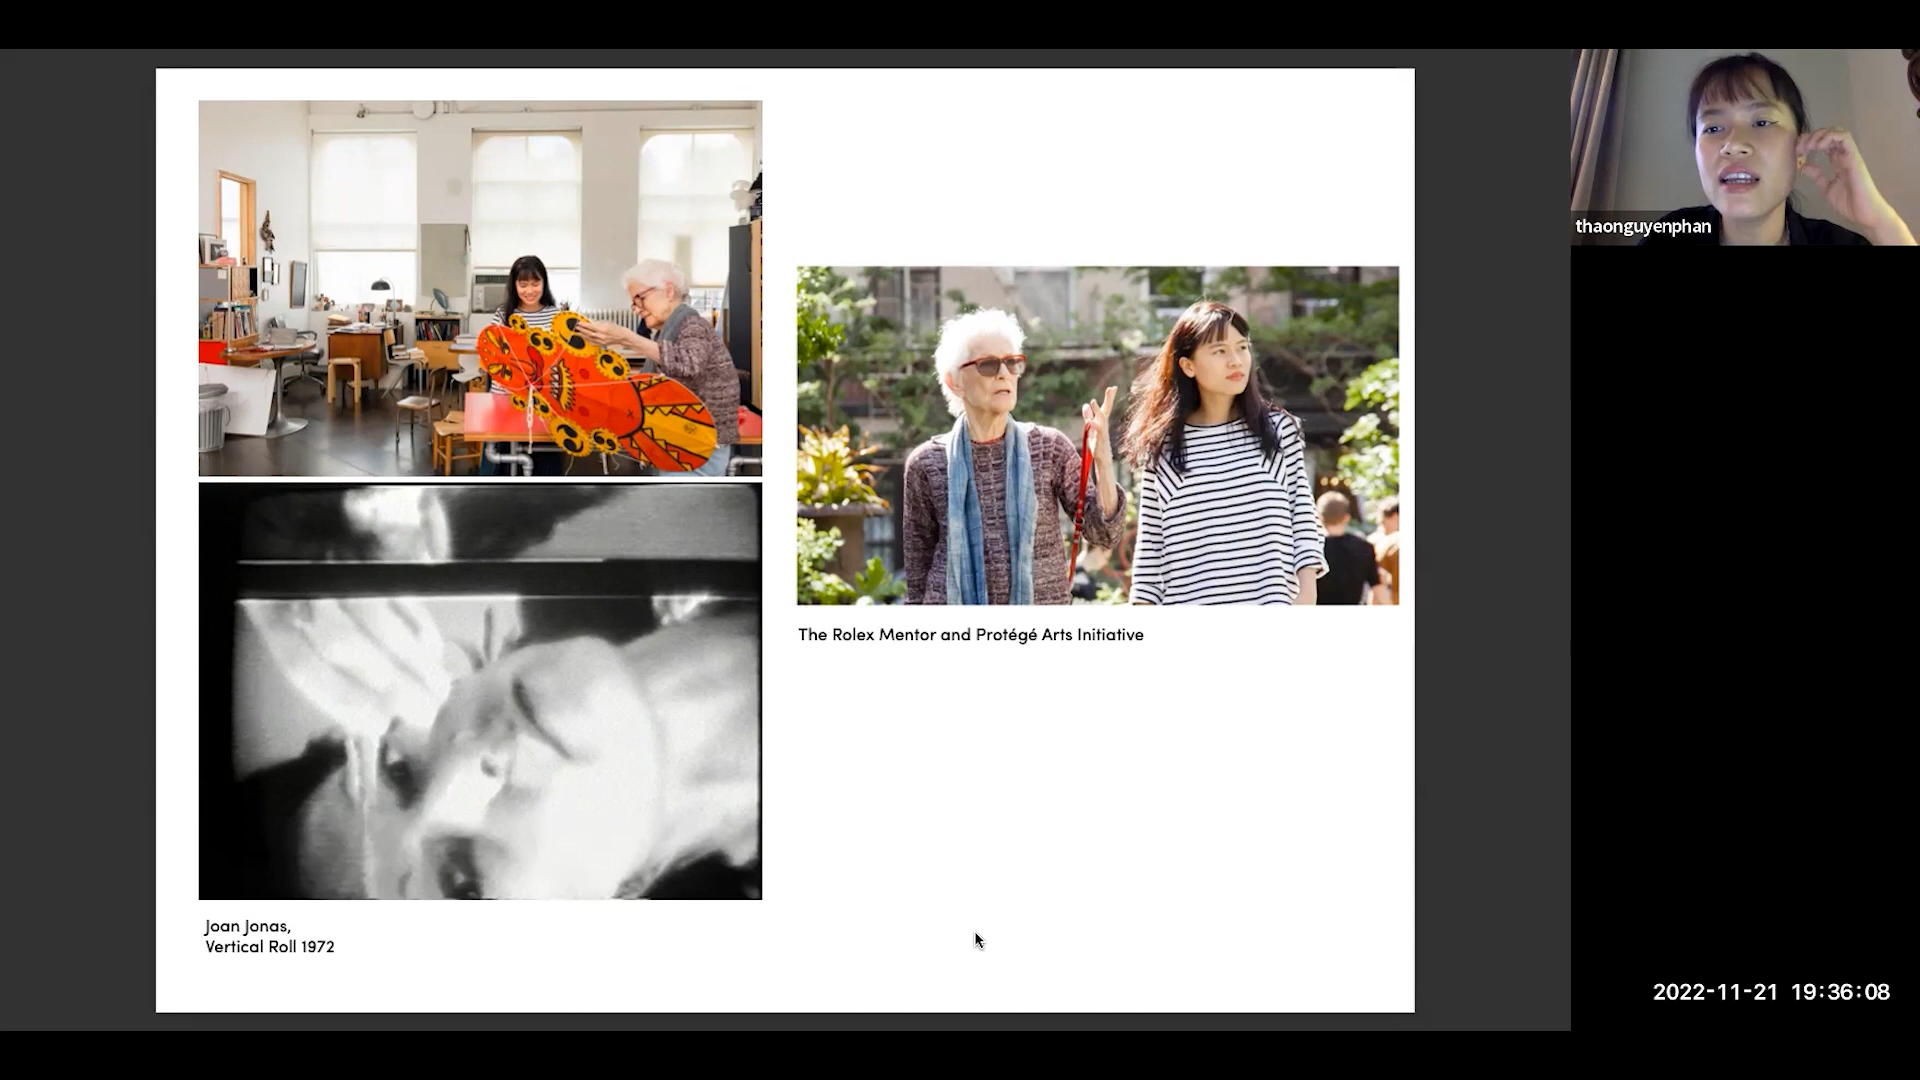 thaonguyenphan
The Rolex Mentor and Protégé Arts Initiative
Joan Jonas,
Vertical Roll 1972
2022-11-21 19:36:08